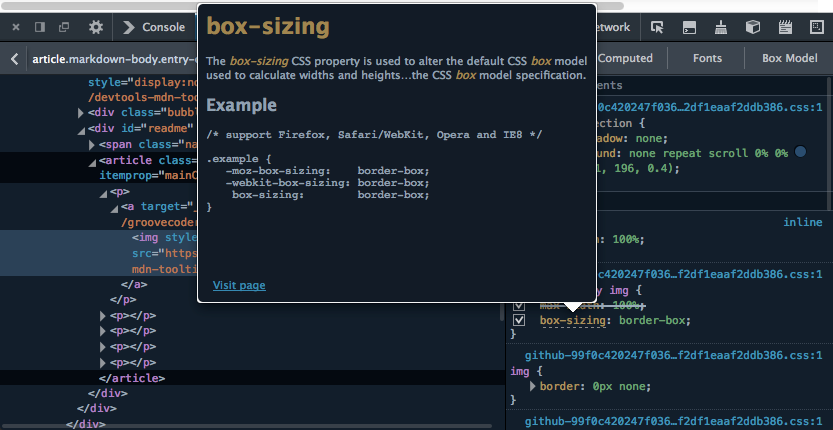 Console
etwork
article.markdown-body.entry-c
Computed
Fonts
Box Model
box-sizing
The box-sizing CSS property is used to alter the default CSS box model
used to calculate widths and heights...the CSS box model specification.
Example
/* support Firefox, Safari/WebKit, Opera and IE8 */
.example {
-moz-box-sizing: border-box;
-webkit-box-sizing: border-box;
box-sizing: border-box;
}
Visit page
style="display:no
/devtools-mdn-too
<div class="bubbl
<div id="readme"
<span class="na
<article class=
itemprop="mainC
<p>
<a target="_
/groovecoder
<img style
src="https
mdn-toolti
</a>
</p>
<p></p>
<p></p>
<p></p>
<p></p>
</article>
</div>
</div>
</div>
ents
0c420247f036…2df1eaaf2ddb386.css:1
ection {
adow: none;
und: none repeat scroll 0% 0%
1, 196, 0.4);
inline
: 100%;
0c420247f036…f2df1eaaf2ddb386.css:1
y img {
max-width: 100%;
box-sizing: border-box;
}
github-99f0c420247f036…f2df1eaaf2ddb386.css:1
img {
border: 0px none;
}
github-99f0c420247f036…f2df1eaaf2ddb386.css:1